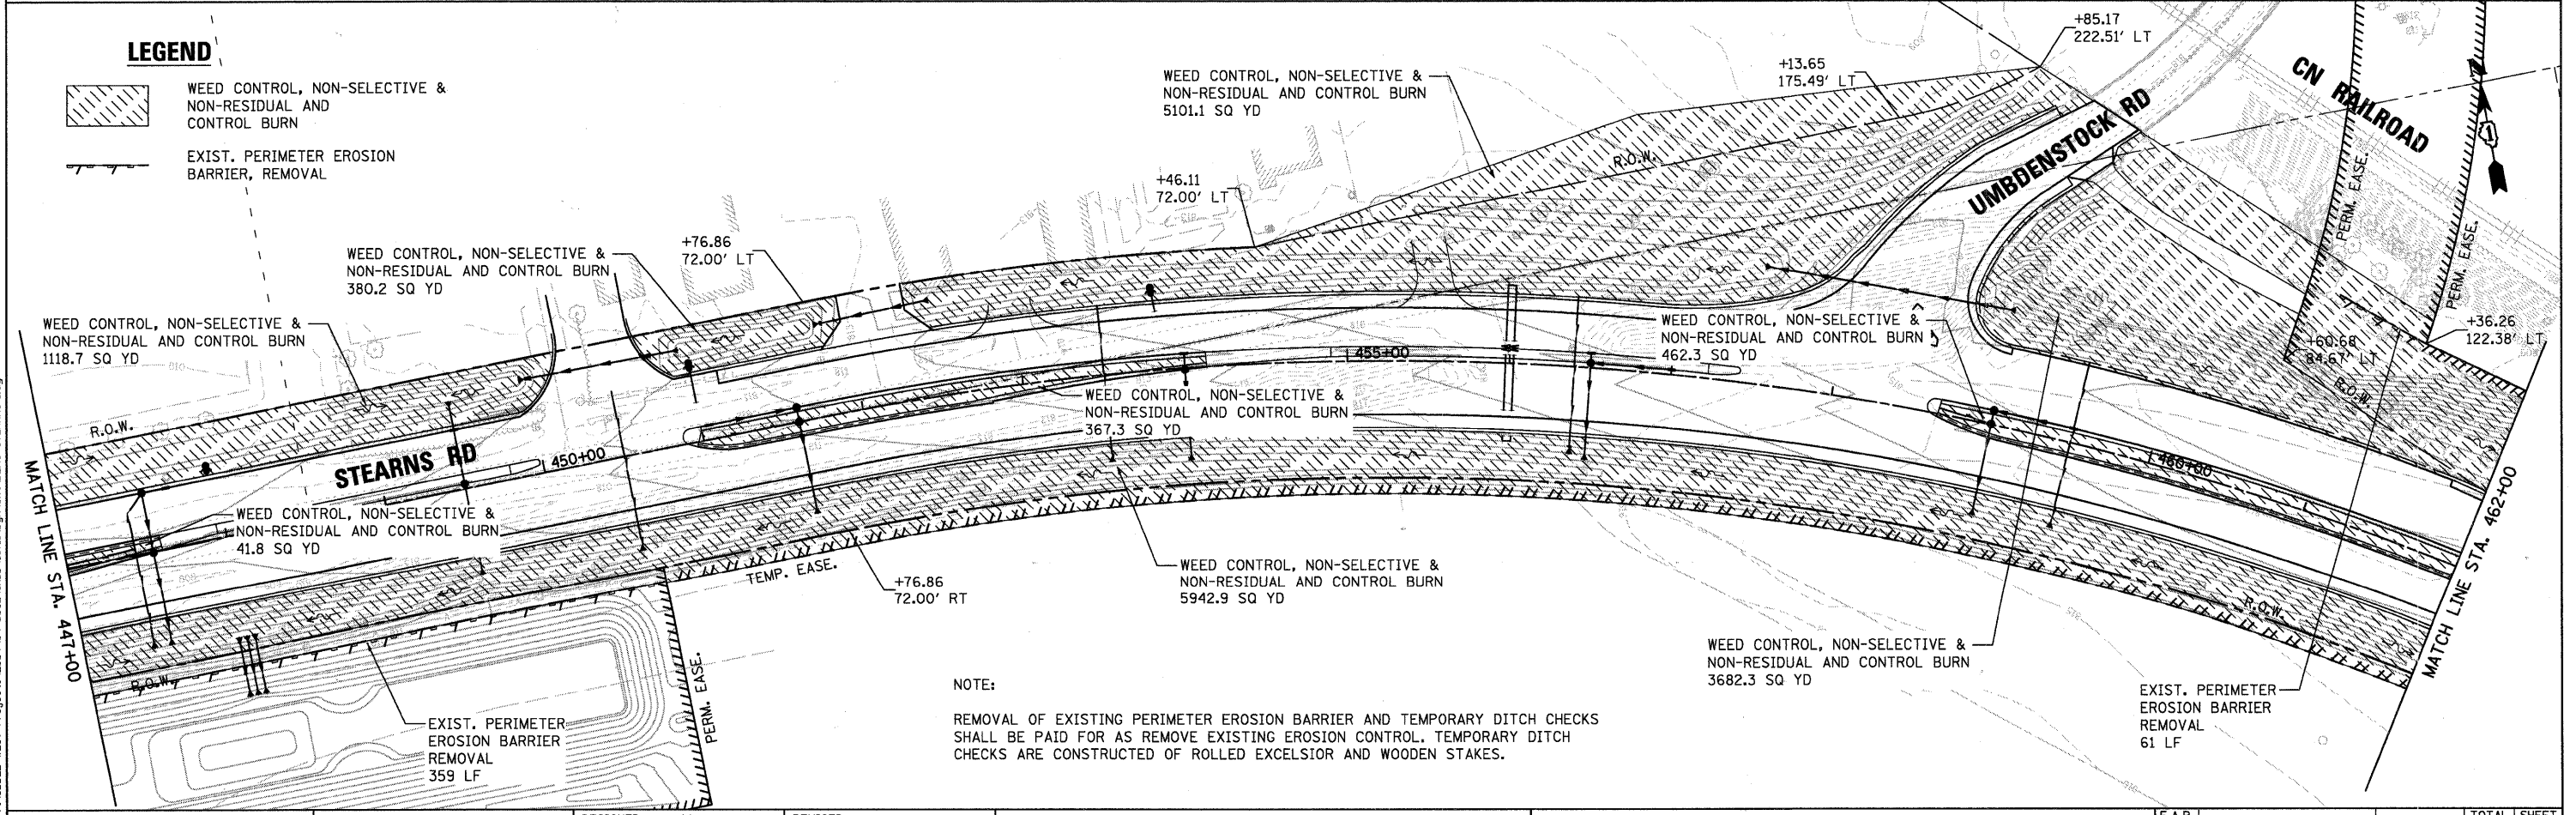 LEGEND
WEED CONTROL, NON-SELECTIVE &
NON-RESIDUAL AND
CONTROL BURN
EXIST. PERIMETER EROSION
BARRIER, REMOVAL
+85.17
222.51' LT
+13.65
175.49' LT
WEED CONTROL, NON-SELECTIVE &
NON-RESIDUAL AND CONTROL BURN
5101.1 SQ YD
CN RAILROAD
UMBDENSTOCK RD
R.O.W.
PERM. EASE.
PERM. EASE.
+46.11
72.00' LT
+76.86
72.00' LT
WEED CONTROL, NON-SELECTIVE &
NON-RESIDUAL AND CONTROL BURN
380.2 SQ YD
WEED CONTROL, NON-SELECTIVE &
NON-RESIDUAL AND CONTROL BURN
1118.7 SQ YD
WEED CONTROL, NON-SELECTIVE &
NON-RESIDUAL AND CONTROL BURN
462.3 SQ YD
+36.26
122.38' LT
+60.68
84.67' LT
R.O.W.
455+00
WEED CONTROL, NON-SELECTIVE &
NON-RESIDUAL AND CONTROL BURN
367.3 SQ YD
R.O.W.
STEARNS RD
450+00
460+00
MATCH LINE STA. 447+00
MATCH LINE STA. 462+00
WEED CONTROL, NON-SELECTIVE &
NON-RESIDUAL AND CONTROL BURN
41.8 SQ YD
TEMP. EASE.
+76.86
72.00' RT
WEED CONTROL, NON-SELECTIVE &
NON-RESIDUAL AND CONTROL BURN
5942.9 SQ YD
R.O.W.
R.O.W.
PERM. EASE.
WEED CONTROL, NON-SELECTIVE &
NON-RESIDUAL AND CONTROL BURN
3682.3 SQ YD
EXIST. PERIMETER
EROSION BARRIER
REMOVAL
61 LF
EXIST. PERIMETER
EROSION BARRIER
REMOVAL
359 LF
NOTE:
REMOVAL OF EXISTING PERIMETER EROSION BARRIER AND TEMPORARY DITCH CHECKS
SHALL BE PAID FOR AS REMOVE EXISTING EROSION CONTROL. TEMPORARY DITCH
CHECKS ARE CONSTRUCTED OF ROLLED EXCELSIOR AND WOODEN STAKES.
TOTAL SHEET